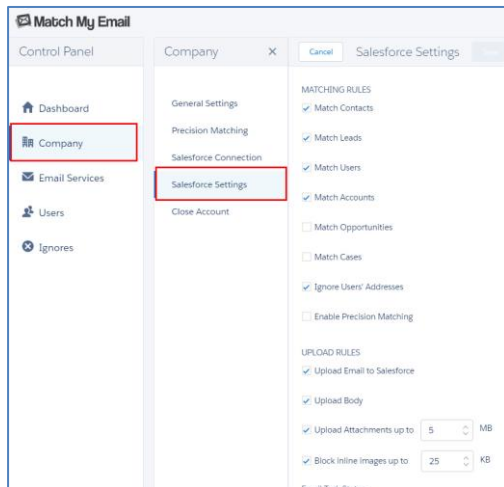 Match My Email
Control Panel
Dashboard
Company
Email Services
Users
Ignores
Company ×
General Settings
Precision Matching
Salesforce Connection
Salesforce Settings
Close Account
Cancel Salesforce Settings
MATCHING RULES
Match Contacts
Match Leads
Match Users
Match Accounts
Match Opportunities
Match Cases
Ignore Users' Addresses
Enable Precision Matching
UPLOAD RULES
Upload Email to Salesforce
Upload Body
Upload Attachments up to 5 MB
Block inline images up to 25 KB